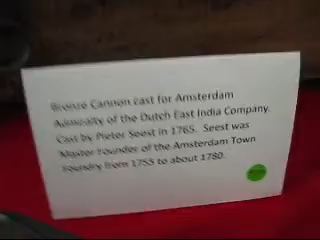 Bronze Cannon cast for Amsterdam
Admiralty of the Dutch East India Company.
Cast by Pieter Seest in 1765. Seest was
Master Founder of the Amsterdam Town
Foundry from 1755 to about 1780.